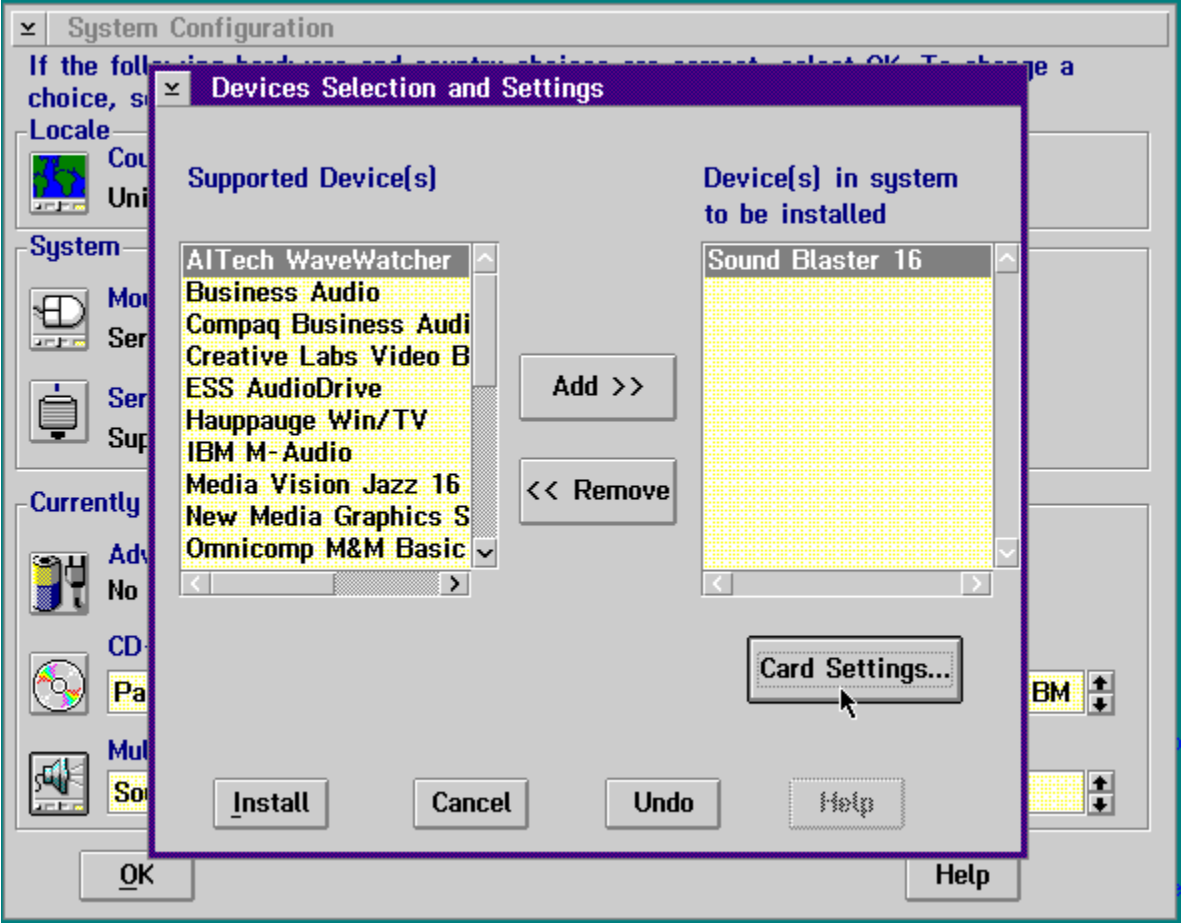 System Configuration
If the foll
choice, s
Devices Selection and Settings
Locale
Cou
Uni
Supported Device(s)
Device(s) in system
to be installed
System
Mou
Ser
Ser
Sup
AITech WaveWatcher
Business Audio
Compaq Business Audi
Creative Labs Video B
ESS AudioDrive
Hauppauge Win/TV
IBM M-Audio
Media Vision Jazz 16
New Media Graphics S
Omnicomp M&M Basic
Add >>
<< Remove
Sound Blaster 16
Currently
Adv
No
CD-
Pa
BM
Card Settings...
Mul
Sou
Install
Cancel
Undo
Help
OK
Help